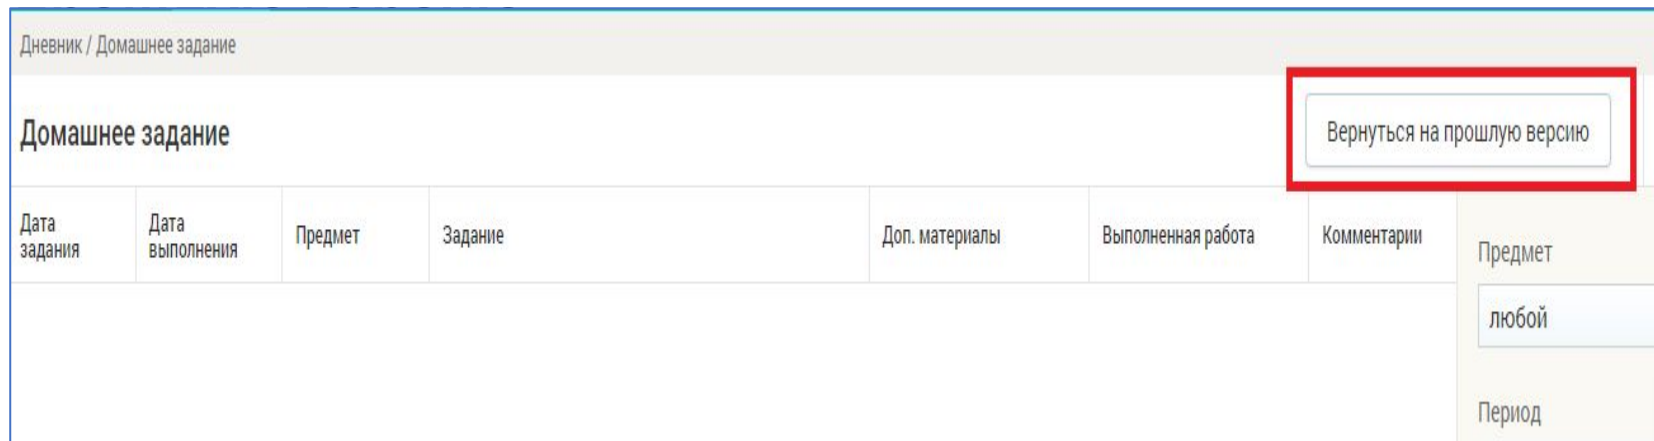 Дневник / Домашнее задание
Домашнее задание
Вернуться на прошлую версию
Дата задания
Дата выполнения
Предмет
Задание
Доп. материалы
Выполненная работа
Комментарии
Предмет
любой
Период